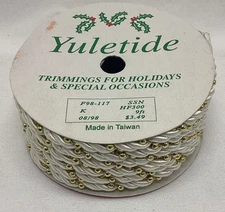 Yuletide
TRIMMINGS FOR HOLIDAYS
& SPECIAL OCCASIONS
F98-117 SSN
K HF300
9ft
08/98 $3.49
Made in Taiwan